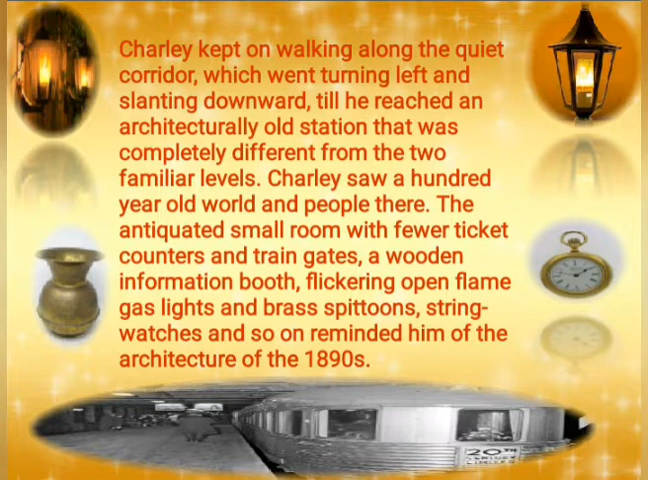 Charley kept on walking along the quiet
corridor, which went turning left and
slanting downward, till he reached an
architecturally old station that was
completely different from the two
familiar levels. Charley saw a hundred
year old world and people there. The
antiquated small room with fewer ticket
counters and train gates, a wooden
information booth, flickering open flame
gas lights and brass spittoons, string-
watches and so on reminded him of the
architecture of the 1890s.
20TH
CENTURY
LIMITED